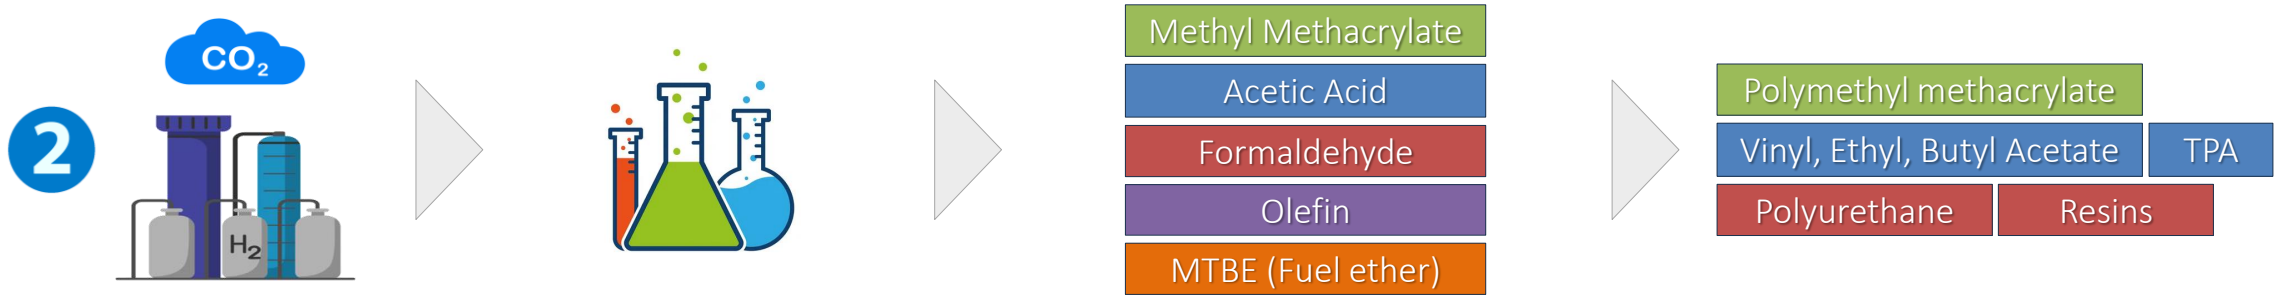 CO2
2
H2
Methyl Methacrylate
Acetic Acid
Formaldehyde
Olefin
MTBE (Fuel ether)
Polymethyl methacrylate
Vinyl, Ethyl, Butyl Acetate
TPA
Polyurethane
Resins